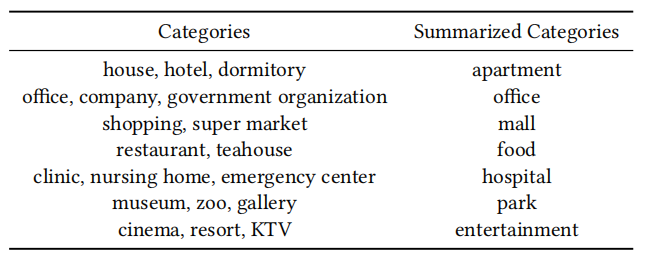 Categories Summarized Categories
house, hotel, dormitory apartment
office, company, government organization office
shopping, super market mall
restaurant, teahouse food
clinic, nursing home, emergency center hospital
museum, zoo, gallery park
cinema, resort, KTV entertainment